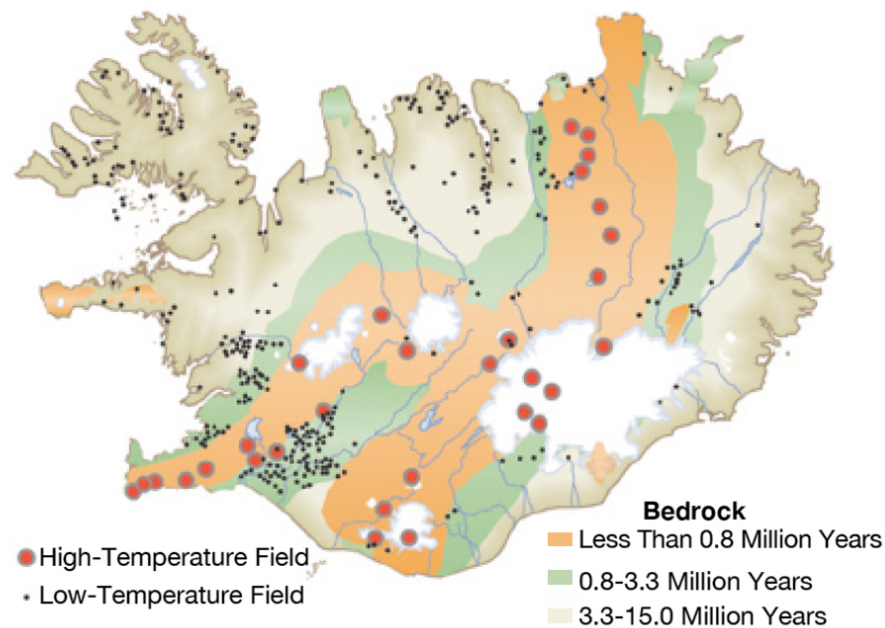 Bedrock
Less Than 0.8 Million Years
0.8-3.3 Million Years
3.3-15.0 Million Years
High-Temperature Field
Low-Temperature Field